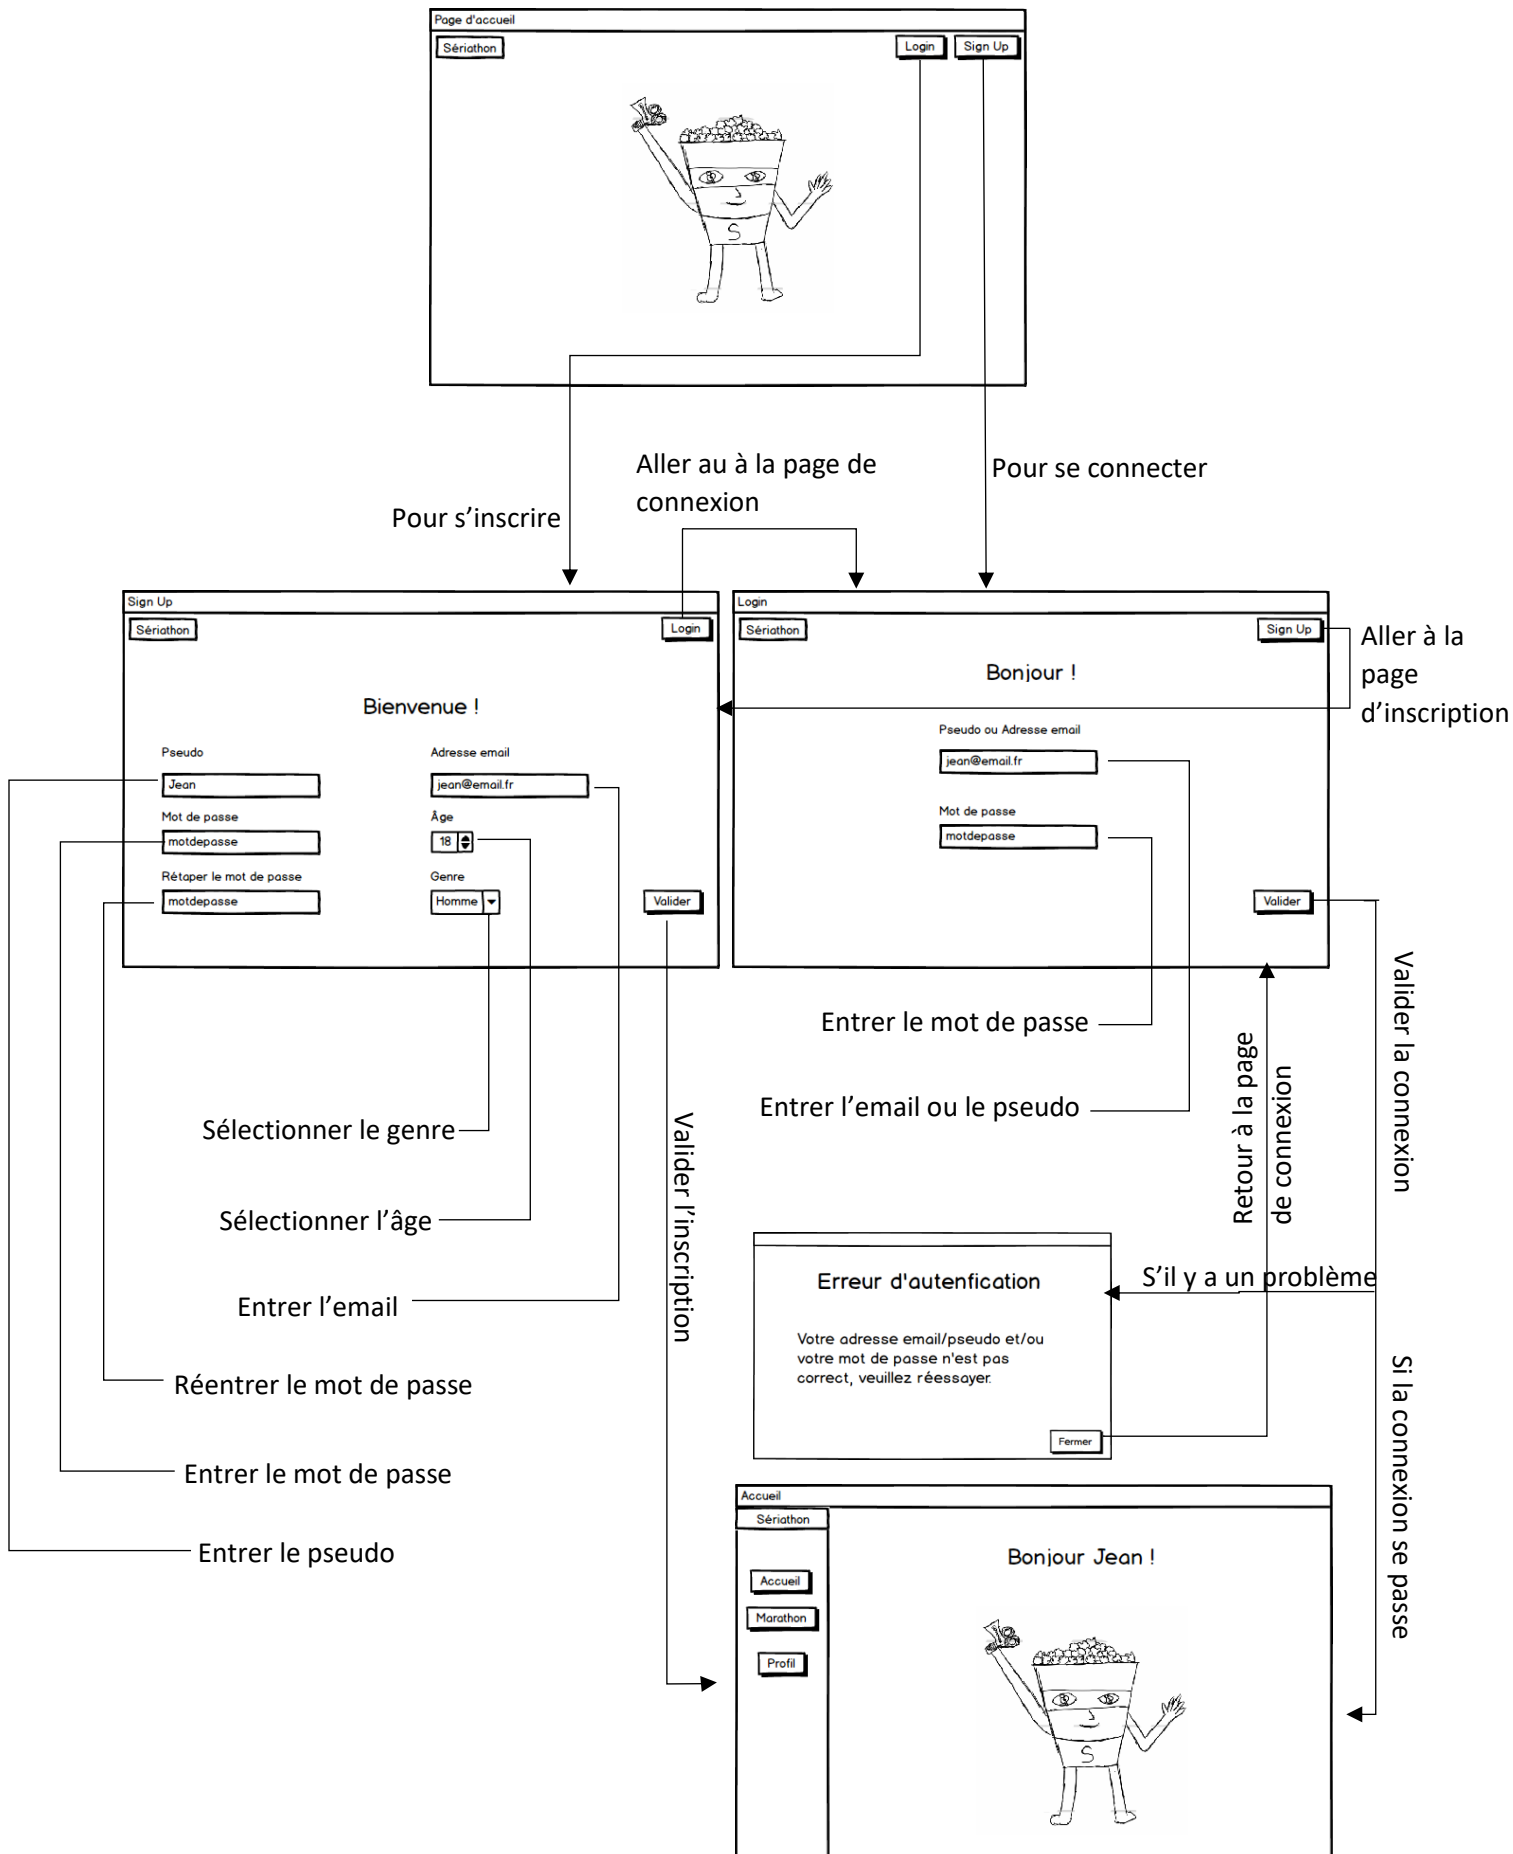 Page d'accueil
Sériathon
Login
Sign Up
S
Aller au à la page de
connexion
Pour se connecter
Pour s’inscrire
Sign Up
Sériathon
Login
Bienvenue !
Pseudo
Jean
Adresse email
jean@email.fr
Mot de passe
motdepasse
Âge
18
Rétaper le mot de passe
motdepasse
Genre
Homme
Valider
Login
Sériathon
Sign Up
Bonjour !
Pseudo ou Adresse email
jean@email.fr
Mot de passe
motdepasse
Valider
Aller à la
page
d’inscription
Entrer le mot de passe
Entrer l’email ou le pseudo
Sélectionner le genre
Sélectionner l’âge
Entrer l’email
Réentrer le mot de passe
Entrer le mot de passe
Entrer le pseudo
Valider l’inscription
Retour à la page
de connexion
Valider la connexion
S’il y a un problème
Si la connexion se passe
Erreur d'autenfication
Votre adresse email/pseudo et/ou
votre mot de passe n'est pas
correct, veuillez réessayer.
Fermer
Accueil
Sériathon
Accueil
Marathon
Profil
Bonjour Jean !
S